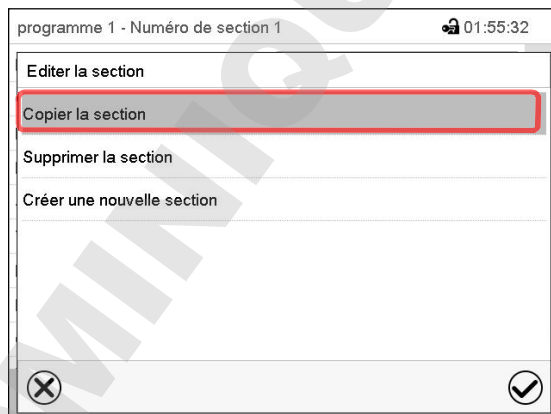 programme 1 - Numéro de section 1 01:55:32
Editer la section
Copier la section
Supprimer la section
Créer une nouvelle section